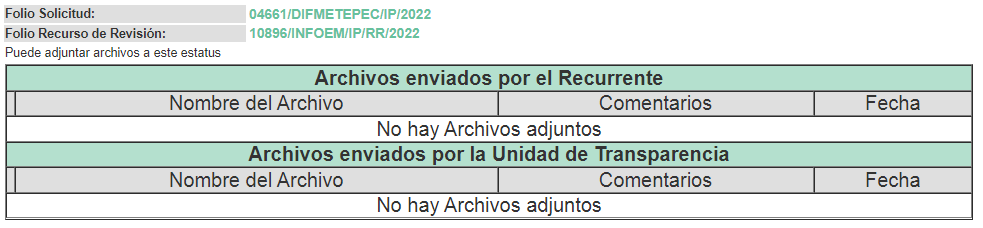 Folio Solicitud: 04661/DIFMETEPEC/IP/2022
Folio Recurso de Revisión: 10896/INFOEM/IP/RR/2022
Puede adjuntar archivos a este estatus
Archivos enviados por el Recurrente
Nombre del Archivo Comentarios Fecha
No hay Archivos adjuntos
Archivos enviados por la Unidad de Transparencia
Nombre del Archivo Comentarios Fecha
No hay Archivos adjuntos